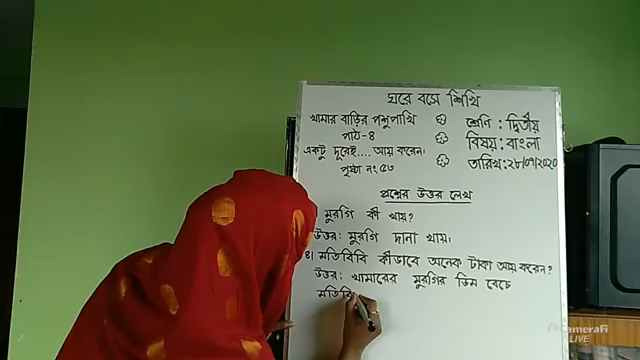 ঘরে বসে শিখি
খামার বাড়ির পশুপাখি
পাঠ-৪
একটু দূরেই.... আয় করেন।
পৃষ্ঠা নং ৫৩
শ্রেণি : দ্বিতীয়
বিষয় : বাংলা
তারিখ : ২৮/০৭/২০২০
প্রশ্নের উত্তর লেখ
মুরগি কী খায়?
উত্তর: মুরগি দানা খায়।
৪। মতিবিবি কীভাবে অনেক টাকা আয় করেন?
উত্তর: খামারের মুরগির ডিম বেচে
মতিবি
CameraFi
LIVE